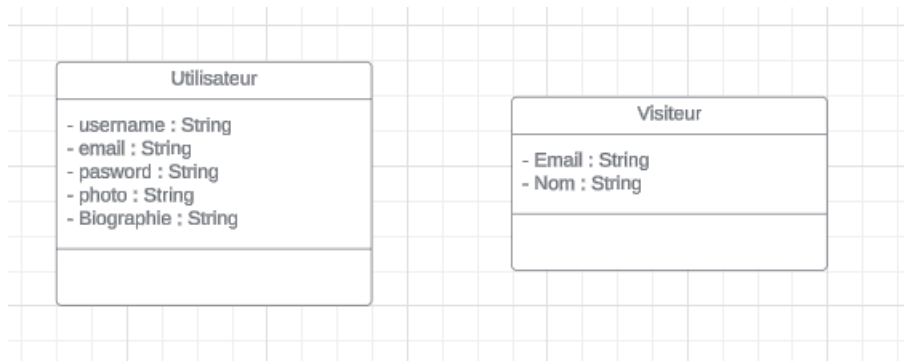 Utilisateur
- username : String
- email : String
- pasword : String
- photo : String
- Biographie : String
Visiteur
- Email : String
- Nom : String